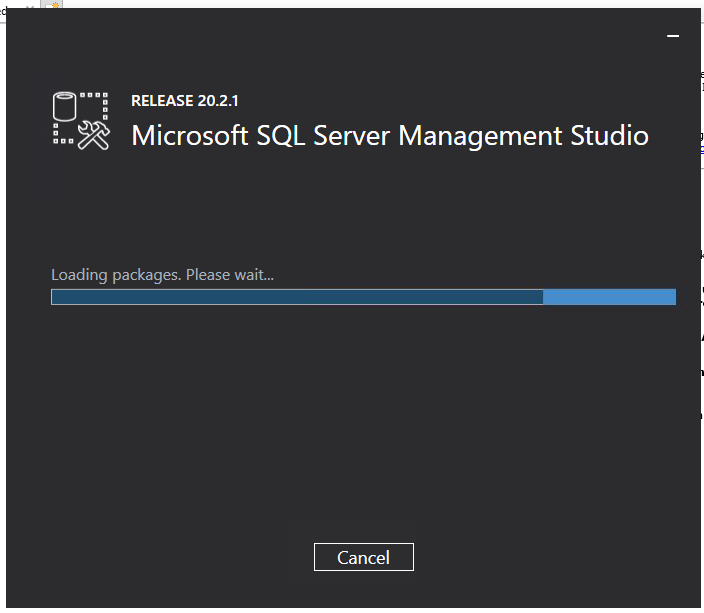 RELEASE 20.2.1
Microsoft SQL Server Management Studio
Loading packages. Please wait...
Cancel